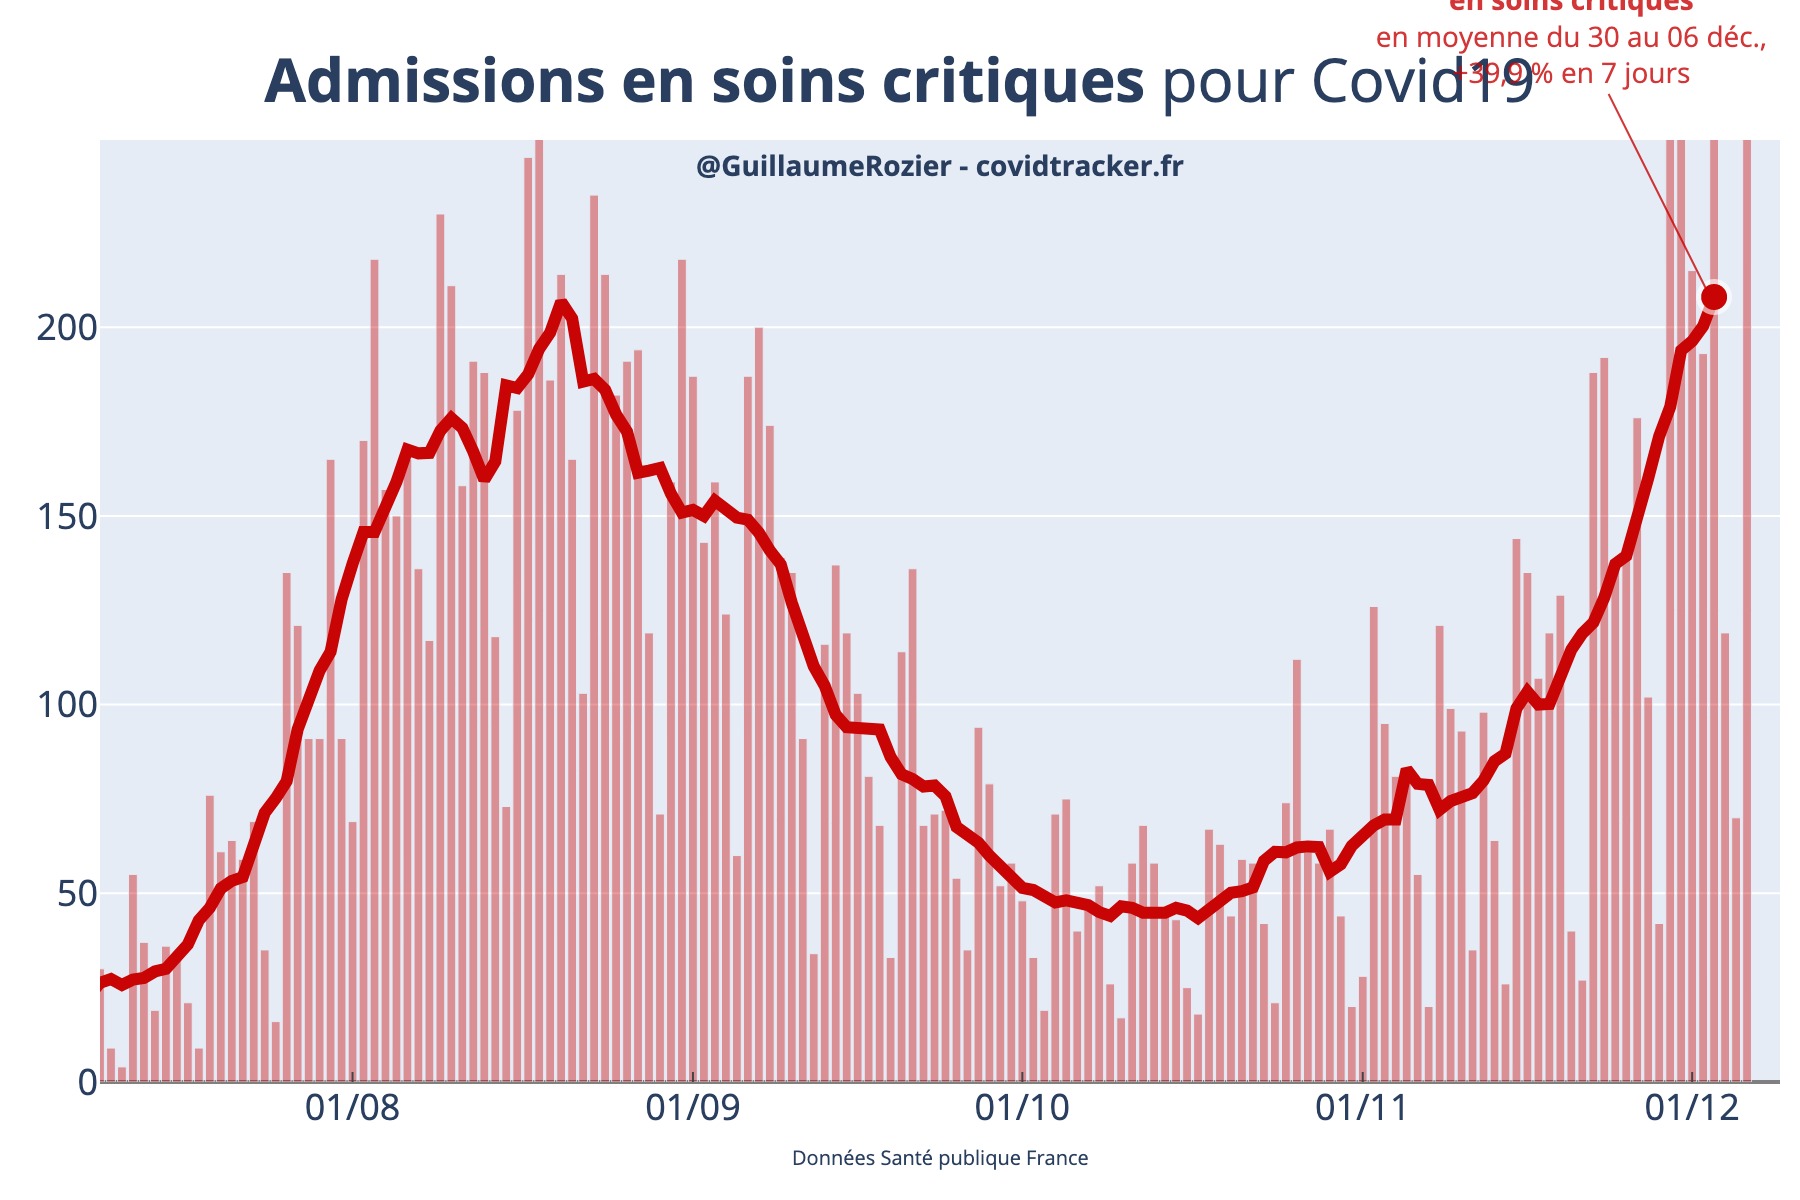 en soins critiques
en moyenne du 30 au 06 déc.,
+39,9 % en 7 jours
Admissions en soins critiques pour Covid19
@GuillaumeRozier - covidtracker.fr
200
150
100
50
0
01/08 01/09 01/10 01/11 01/12
Données Santé publique France